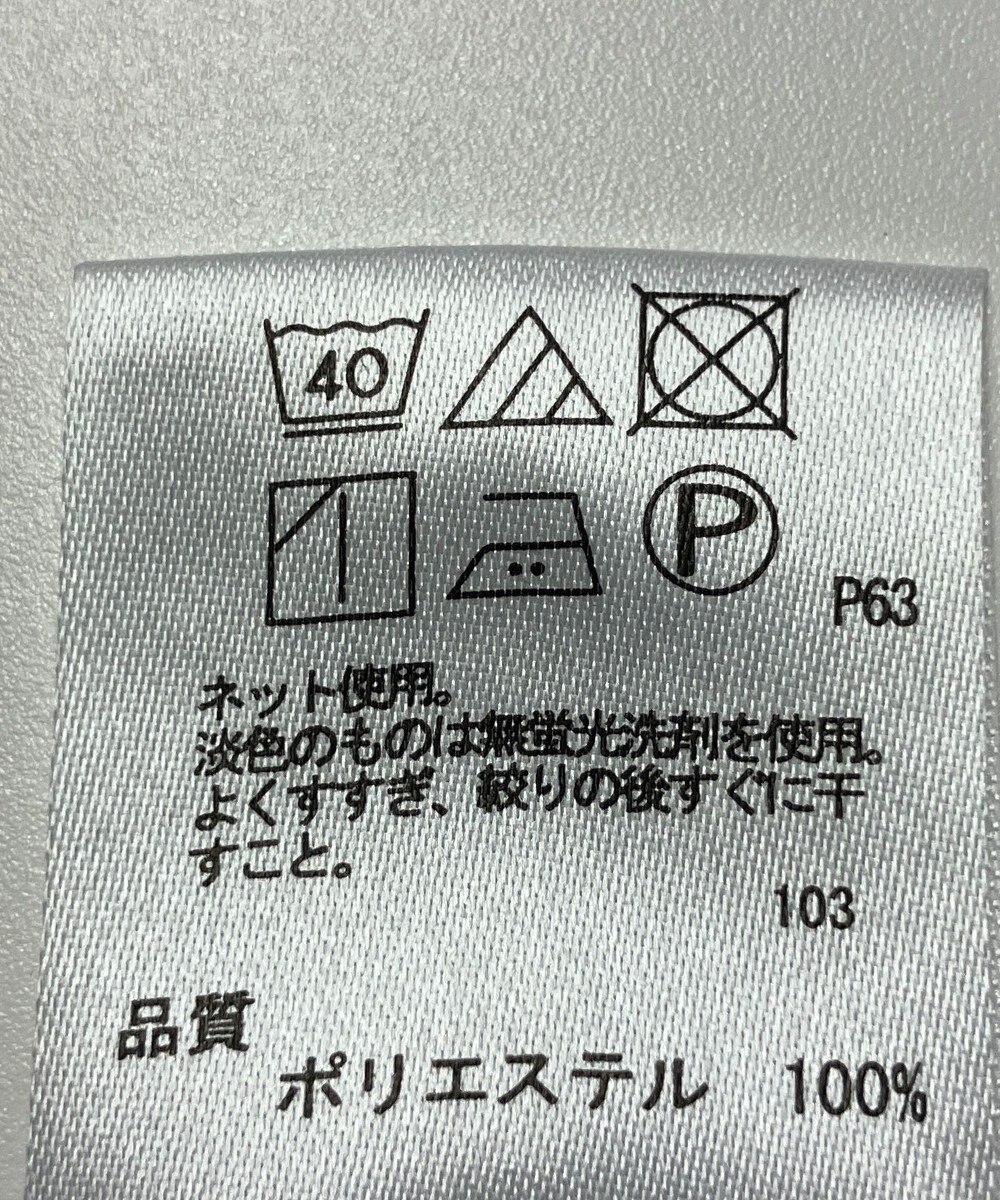 40
P
P63
ネット使用。
淡色のものは無蛍光洗剤を使用。
よくすすぎ、絞りの後すぐに干
すこと。
103
品質
ポリエステル 100%